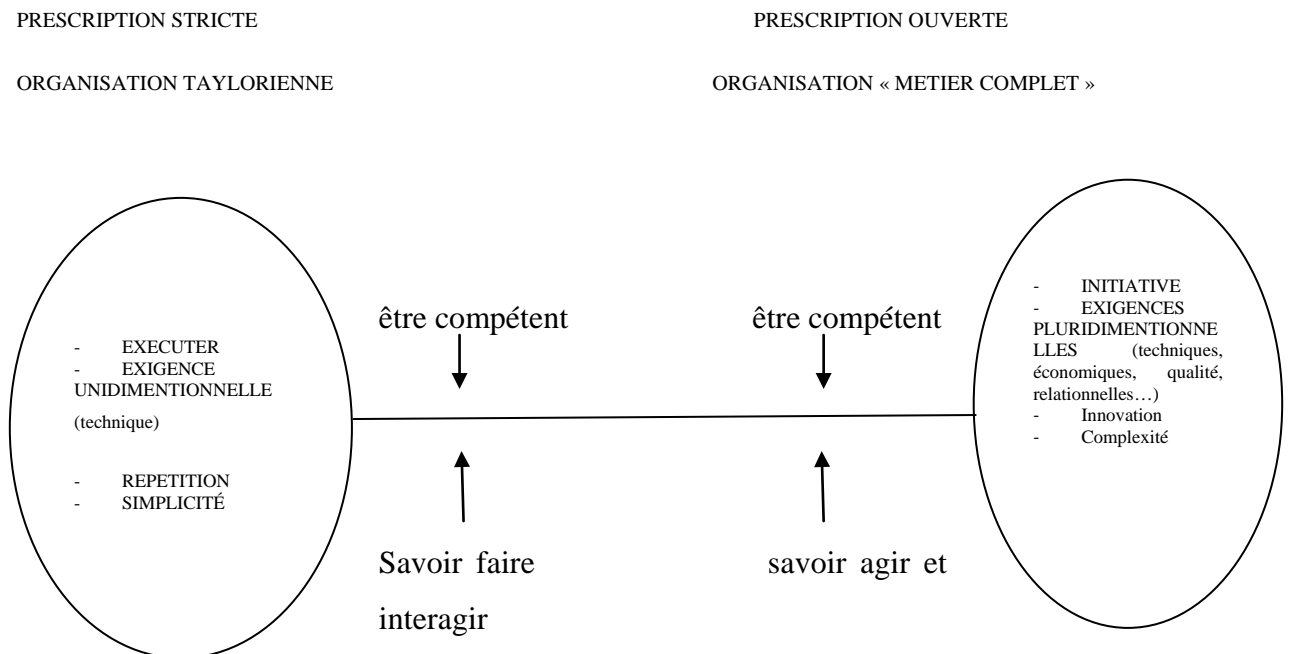 PRESCRIPTION STRICTE PRESCRIPTION OUVERTE
ORGANISATION TAYLORIENNE ORGANISATION « METIER COMPLET »
- EXECUTER
- EXIGENCE
UNIDIMENTIONNELLE
(technique)
- REPETITION
- SIMPLICITÉ
être compétent être compétent
Savoir faire savoir agir et
interagir
- INITIATIVE
- EXIGENCES
PLURIDIMENTIONNE
LLES (techniques,
économiques, qualité,
relationnelles…)
- Innovation
- Complexité